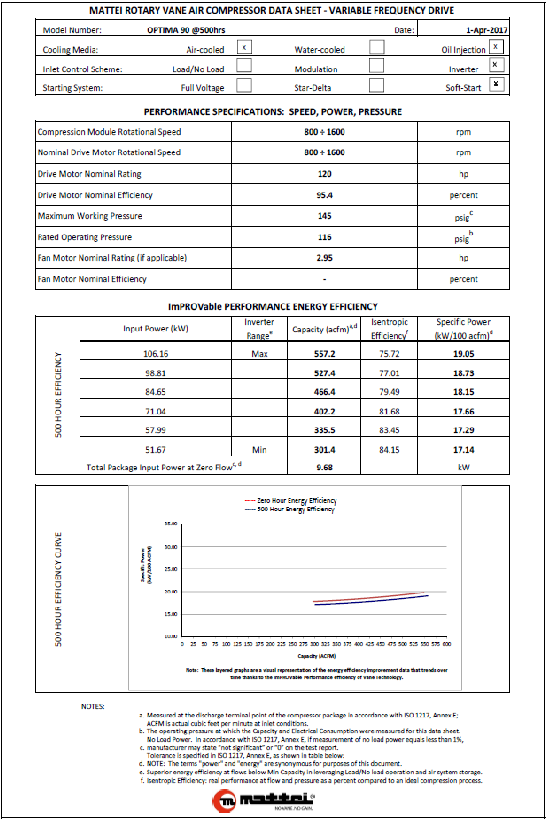 MATTEI ROTARY VANE AIR COMPRESSOR DATA SHEET - VARIABLE FREQUENCY DRIVE
Model Number: OPTIMA 90 @500hrs Date: 1-Apr-2017
Cooling Media: Air-cooled x Water-cooled Oil Injection x
Inlet Control Scheme: Load/No Load Modulation Inverter x
Starting System: Full Voltage Star-Delta Soft-Start x
PERFORMANCE SPECIFICATIONS: SPEED, POWER, PRESSURE
Compression Module Rotational Speed 800 ÷ 1600 rpm
Nominal Drive Motor Rotational Speed 800 ÷ 1600 rpm
Drive Motor Nominal Rating 120 hp
Drive Motor Nominal Efficiency 95.4 percent
Maximum Working Pressure 145 psig c
Rated Operating Pressure 116 psig b
Fan Motor Nominal Rating (if applicable) 2.95 hp
Fan Motor Nominal Efficiency - percent
ImPROVable PERFORMANCE ENERGY EFFICIENCY
Input Power (kW) Inverter Range e Capacity (acfm) a,d Isentropic Efficiency f Specific Power (kW/100 acfm) d
500 HOUR EFFICIENCY
106.16 Max 557.2 75.72 19.05
98.81 527.4 77.01 18.73
84.65 466.4 79.49 18.15
71.04 402.2 81.68 17.66
57.99 335.5 83.45 17.29
51.67 Min 301.4 84.15 17.14
Total Package Input Power at Zero Flow c, d 9.68 kW
500 HOUR EFFICIENCY CURVE
Zero Hour Energy Efficiency
500 Hour Energy Efficiency
Specific Power
(kW/100 ACFM)
35.00
30.00
25.00
20.00
15.00
10.00
0 25 50 75 100 125 150 175 200 225 250 275 300 325 350 375 400 425 450 475 500 525 550 575 600
Capacity (ACFM)
Note: These layered graphs are a visual representation of the energy efficiency improvement data that trends over
time thanks to the ImPROVable Performance efficiency of Vane Technology.
NOTES:
a. Measured at the discharge terminal point of the compressor package in accordance with ISO 1217, Annex E;
ACFM is actual cubic feet per minute at inlet conditions.
b. The operating pressure at which the Capacity and Electrical Consumption were measured for this data sheet.
No Load Power. In accordance with ISO 1217, Annex E. If measurement of no load power equals less than 1%,
c. manufacturer may state "not significant" or "0" on the test report.
Tolerance is specified in ISO 1217, Annex E, as shown in table below:
d. NOTE: The terms "power" and "energy" are synonymous for purposes of this document.
e. Superior energy efficiency at flows below Min Capacity in leveraging Load/No load operation and air system storage.
f. Isentropic Efficiency: real performance at flow and pressure as a percent compared to an ideal compression process.
mattei
NO VANE. NO GAIN.